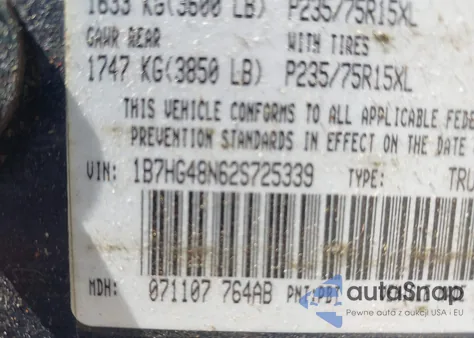 1633 KG(3600 LB) P235/75R15XL
GAWR REAR WITH TIRES
1747 KG(3850 LB) P235/75R15XL
THIS VEHICLE CONFORMS TO ALL APPLICABLE FEDE
PREVENTION STANDARDS IN EFFECT ON THE DATE
VIN: 1B7HG48N62S725339 TYPE: TRU
MDH: 071107 764AB PNT:PBT
autoSnap
Pewne auta z aukcji USA - EU